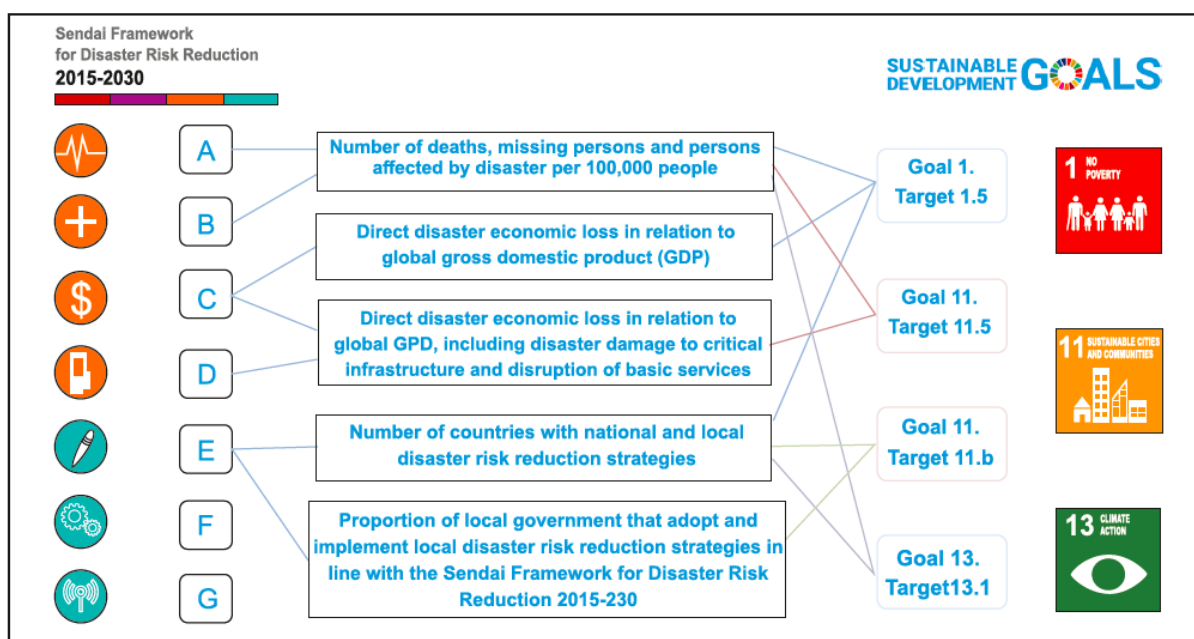 Sendai Framework
for Disaster Risk Reduction
2015-2030
SUSTAINABLE
DEVELOPMENT
GOALS
A
B
C
D
E
F
G
Number of deaths, missing persons and persons
affected by disaster per 100,000 people
Direct disaster economic loss in relation to
global gross domestic product (GDP)
Direct disaster economic loss in relation to
global GPD, including disaster damage to critical
infrastructure and disruption of basic services
Number of countries with national and local
disaster risk reduction strategies
Proportion of local government that adopt and
implement local disaster risk reduction strategies in
line with the Sendai Framework for Disaster Risk
Reduction 2015-230
Goal 1.
Target 1.5
Goal 11.
Target 11.5
Goal 11.
Target 11.b
Goal 13.
Target13.1
1 NO
POVERTY
11 SUSTAINABLE CITIES
AND COMMUNITIES
13 CLIMATE
ACTION